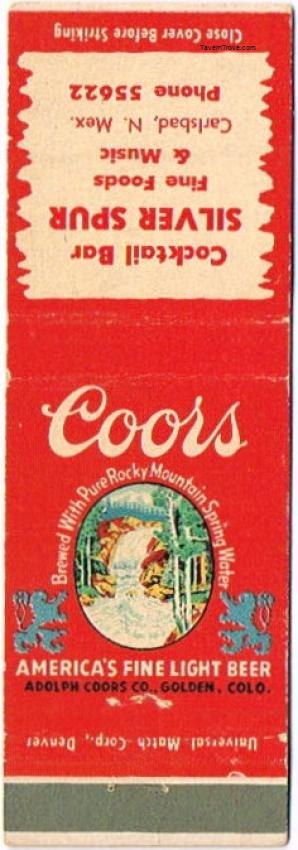 Close Cover Before Striking
TavernTrove.com
Cocktail Bar
SILVER SPUR
Fine Foods
& Music
Carlsbad, N. Mex.
Phone 55622
Coors
Brewed With Pure Rocky Mountain Spring Water
AMERICA'S FINE LIGHT BEER
ADOLPH COORS CO., GOLDEN, COLO.
Universal Match Corp., Denver